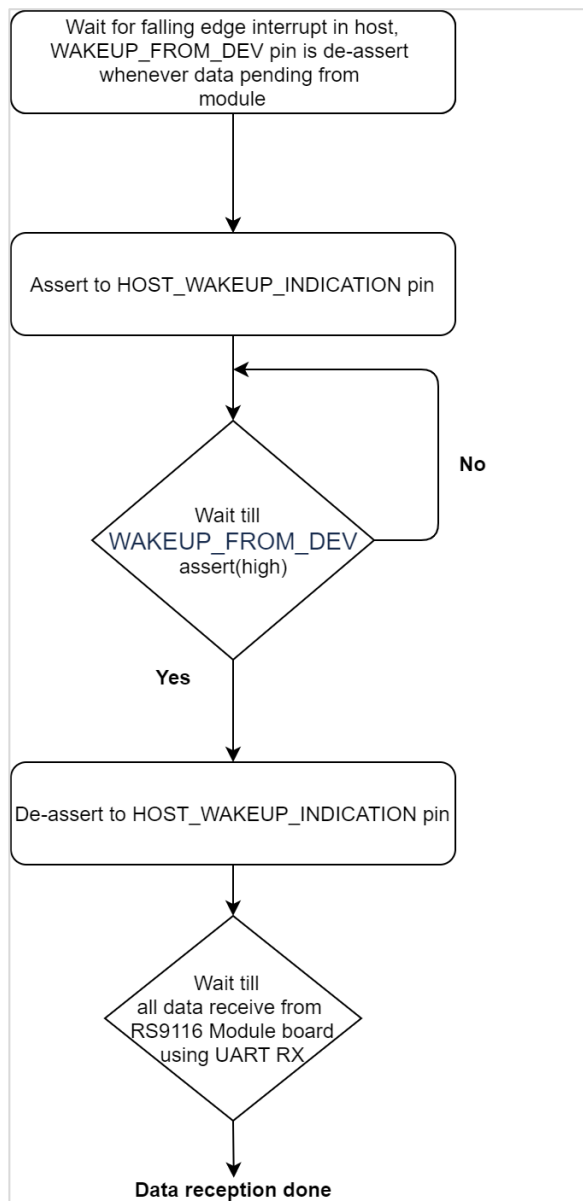 Wait for falling edge interrupt in host,
WAKEUP_FROM_DEV pin is de-assert
whenever data pending from
module
Assert to HOST_WAKEUP_INDICATION pin
No
Wait till
WAKEUP_FROM_DEV
assert(high)
Yes
De-assert to HOST_WAKEUP_INDICATION pin
Wait till
all data receive from
RS9116 Module board
using UART RX
Data reception done